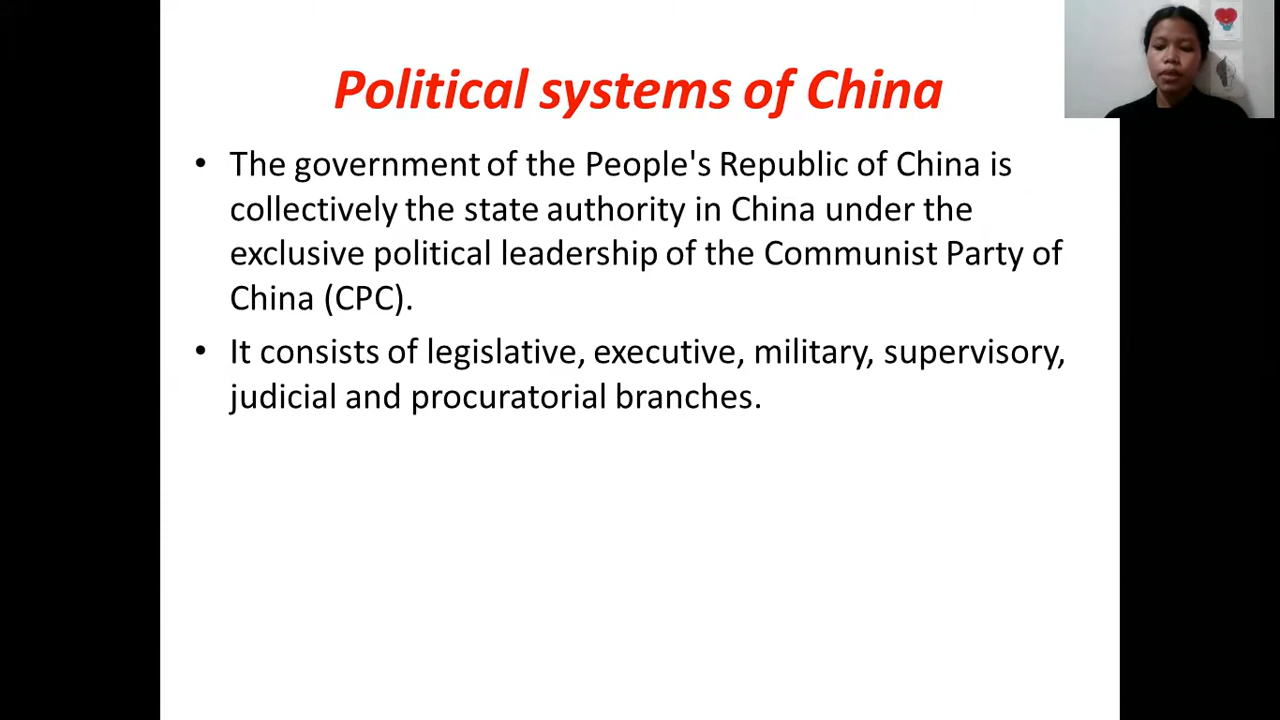 Political systems of China
• The government of the People's Republic of China is
collectively the state authority in China under the
exclusive political leadership of the Communist Party of
China (CPC).
• It consists of legislative, executive, military, supervisory,
judicial and procuratorial branches.